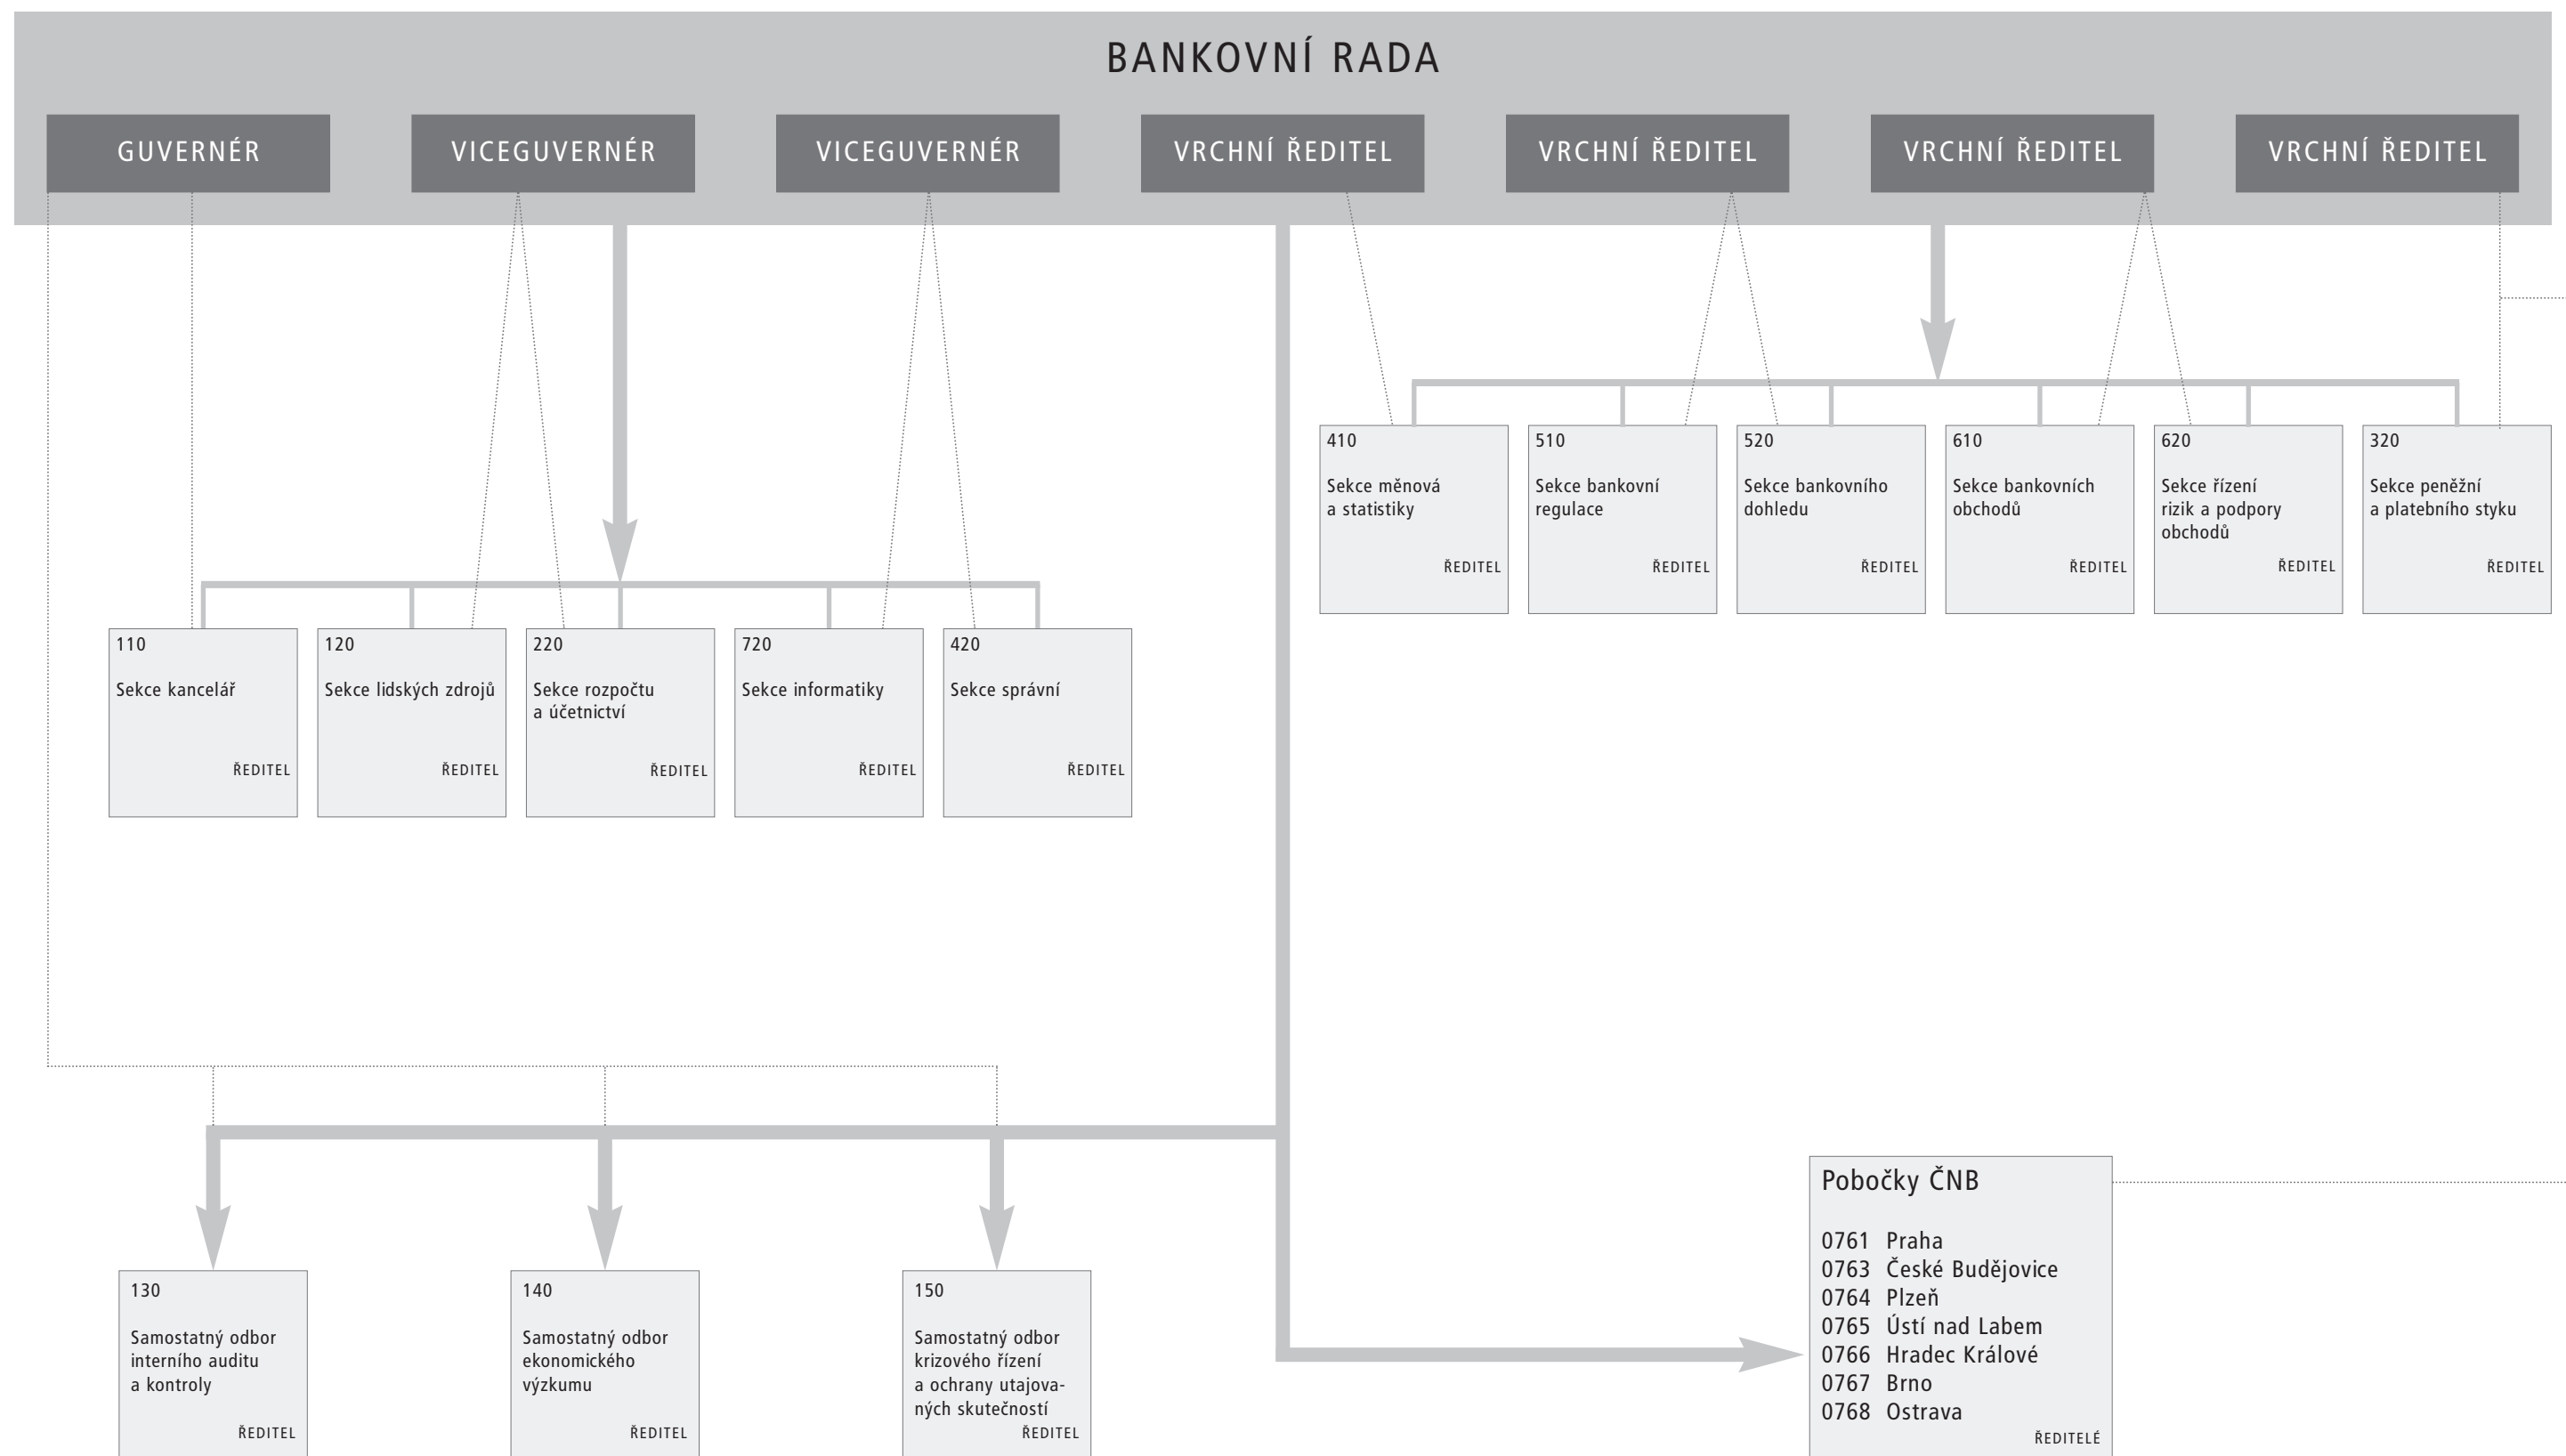 BANKOVNÍ RADA
GUVERNÉR
VICEGUVERNÉR
VICEGUVERNÉR
VRCHNÍ ŘEDITEL
VRCHNÍ ŘEDITEL
VRCHNÍ ŘEDITEL
VRCHNÍ ŘEDITEL
410
Sekce měnová
a statistiky
ŘEDITEL
510
Sekce bankovní
regulace
ŘEDITEL
520
Sekce bankovního
dohledu
ŘEDITEL
610
Sekce bankovních
obchodů
ŘEDITEL
620
Sekce řízení
rizik a podpory
obchodů
ŘEDITEL
320
Sekce peněžní
a platebního styku
ŘEDITEL
110
Sekce kancelář
ŘEDITEL
120
Sekce lidských zdrojů
ŘEDITEL
220
Sekce rozpočtu
a účetnictví
ŘEDITEL
720
Sekce informatiky
ŘEDITEL
420
Sekce správní
ŘEDITEL
130
Samostatný odbor
interního auditu
a kontroly
ŘEDITEL
140
Samostatný odbor
ekonomického
výzkumu
ŘEDITEL
150
Samostatný odbor
krizového řízení
a ochrany utajova-
ných skutečností
ŘEDITEL
Pobočky ČNB
0761 Praha
0763 České Budějovice
0764 Plzeň
0765 Ústí nad Labem
0766 Hradec Králové
0767 Brno
0768 Ostrava
ŘEDITELÉ